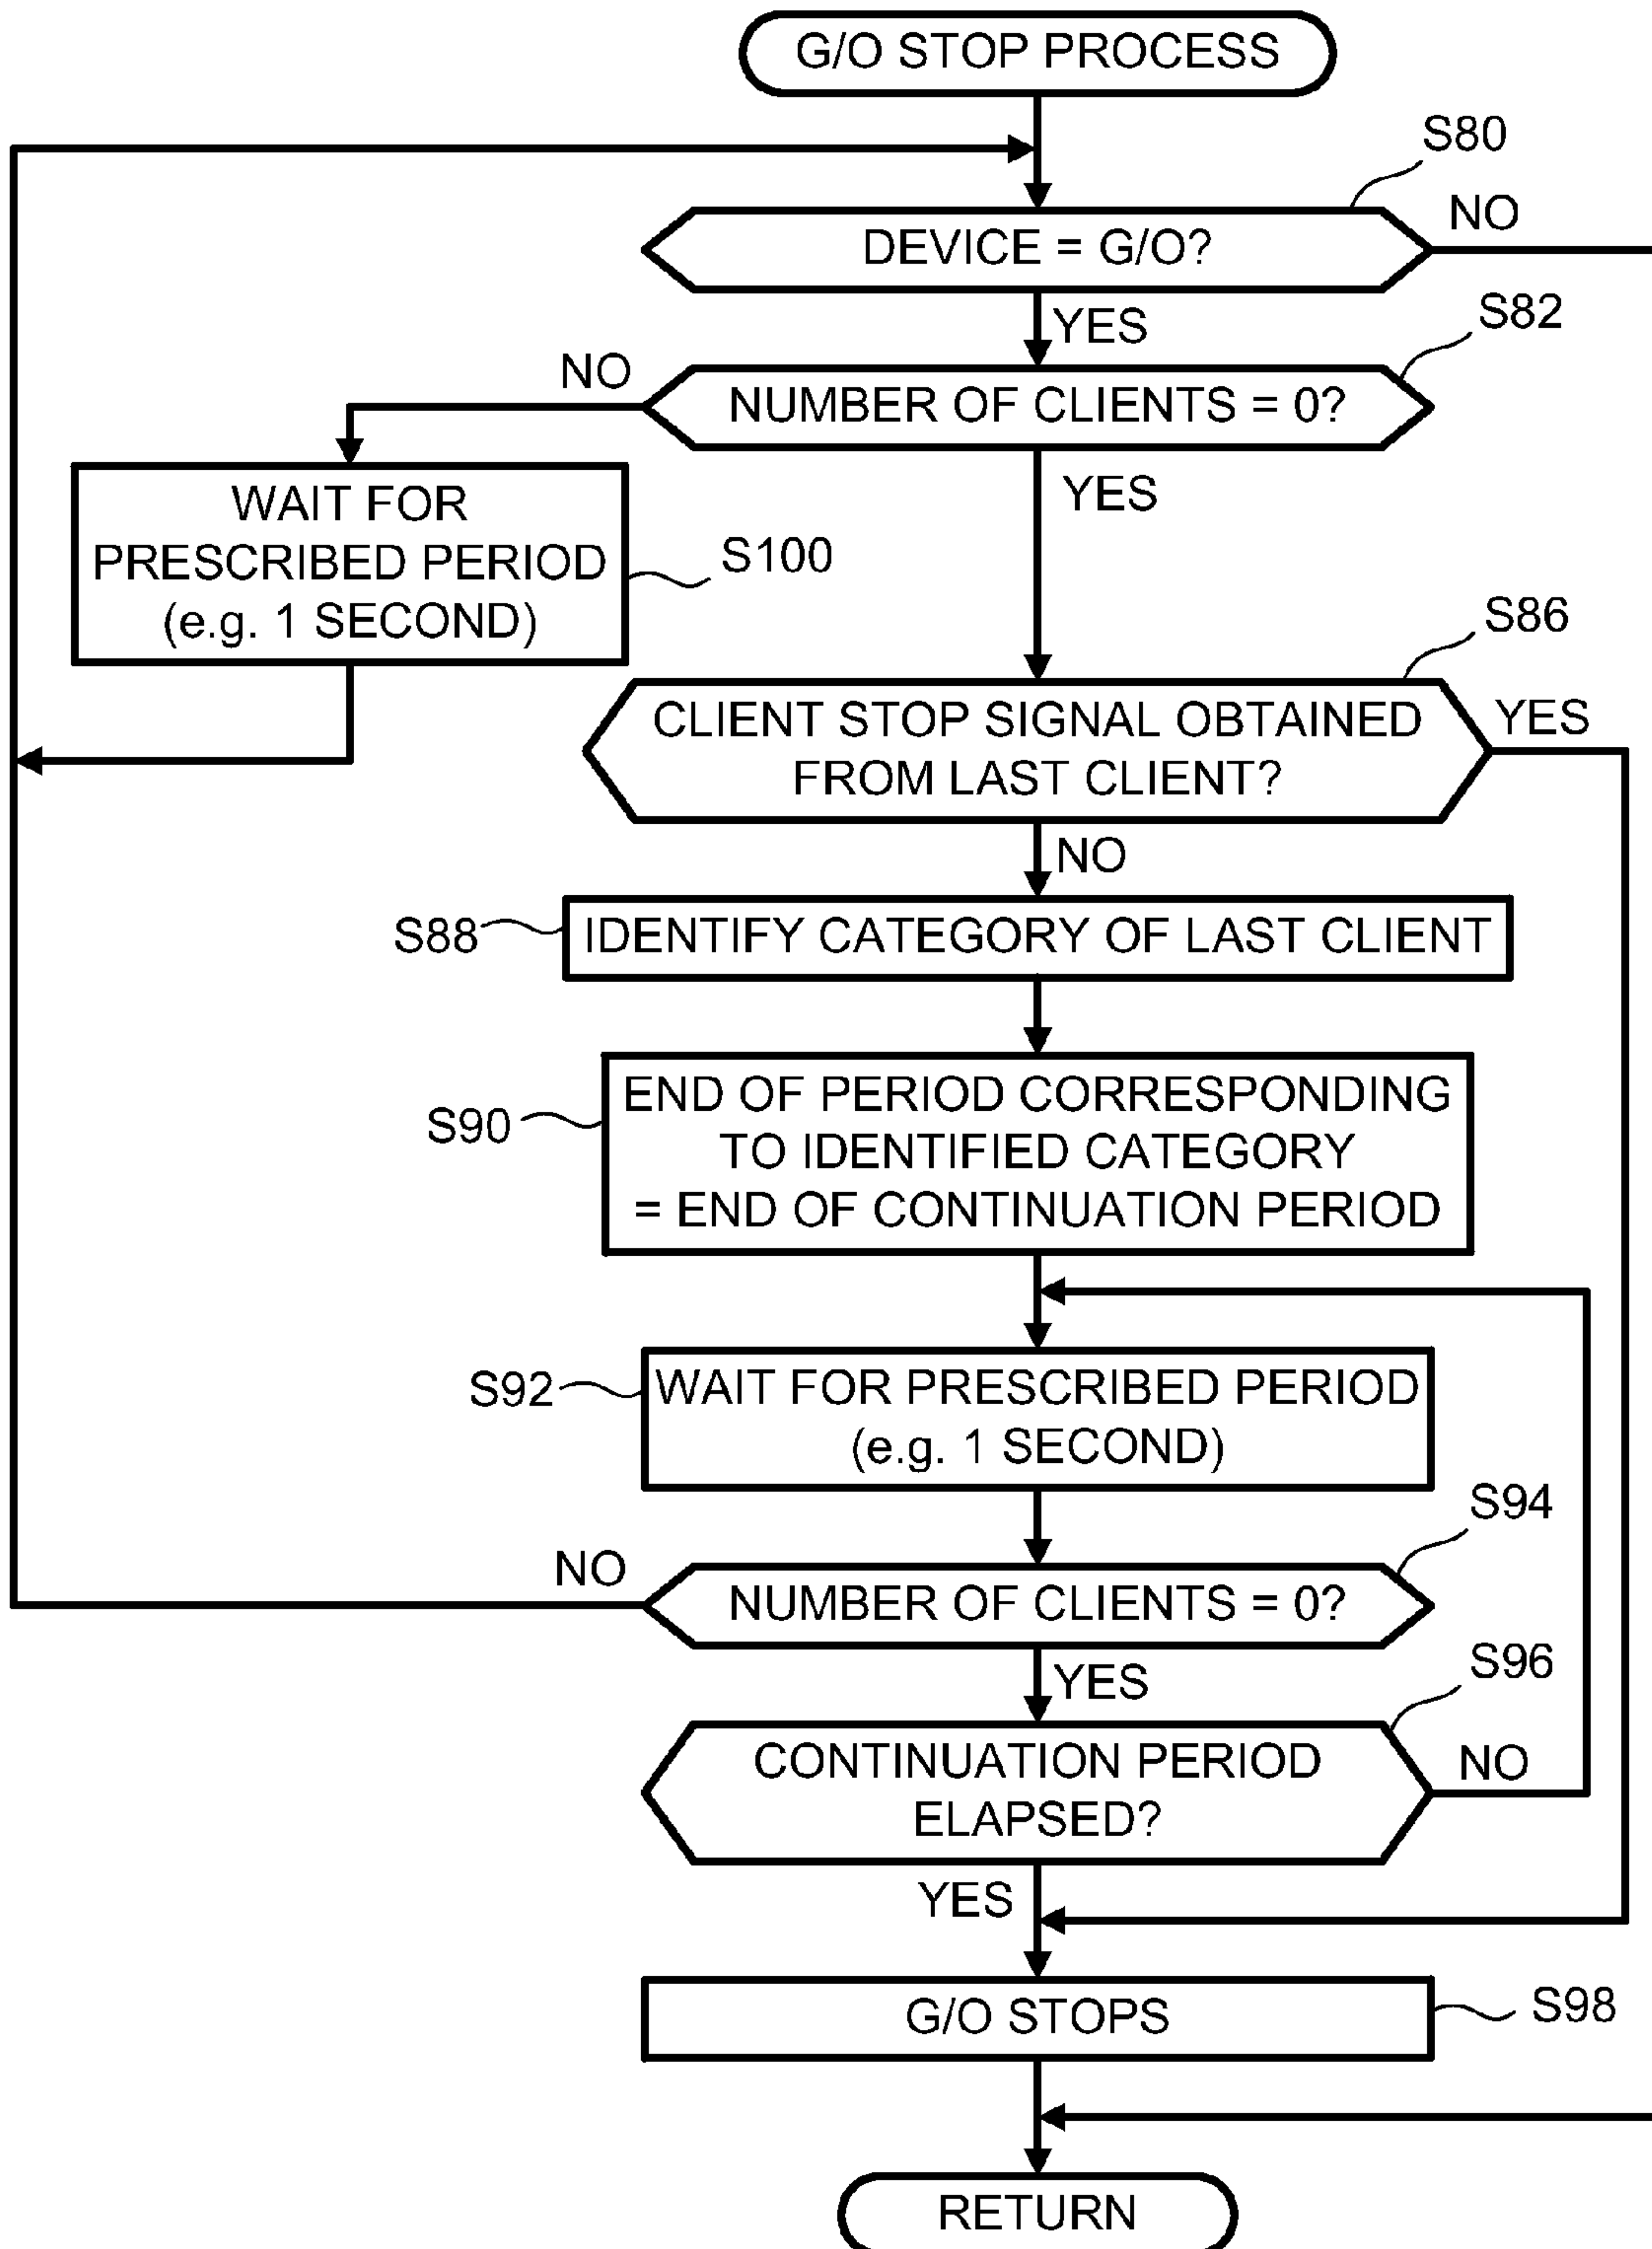 G/O STOP PROCESS
S80
DEVICE = G/O?
NO
YES
S82
NUMBER OF CLIENTS = 0?
NO
YES
WAIT FOR
PRESCRIBED PERIOD
(e.g. 1 SECOND)
S100
S86
CLIENT STOP SIGNAL OBTAINED
FROM LAST CLIENT?
YES
NO
S88
IDENTIFY CATEGORY OF LAST CLIENT
S90
END OF PERIOD CORRESPONDING
TO IDENTIFIED CATEGORY
= END OF CONTINUATION PERIOD
S92
WAIT FOR PRESCRIBED PERIOD
(e.g. 1 SECOND)
S94
NO
NUMBER OF CLIENTS = 0?
YES
S96
CONTINUATION PERIOD
ELAPSED?
NO
YES
G/O STOPS
S98
RETURN